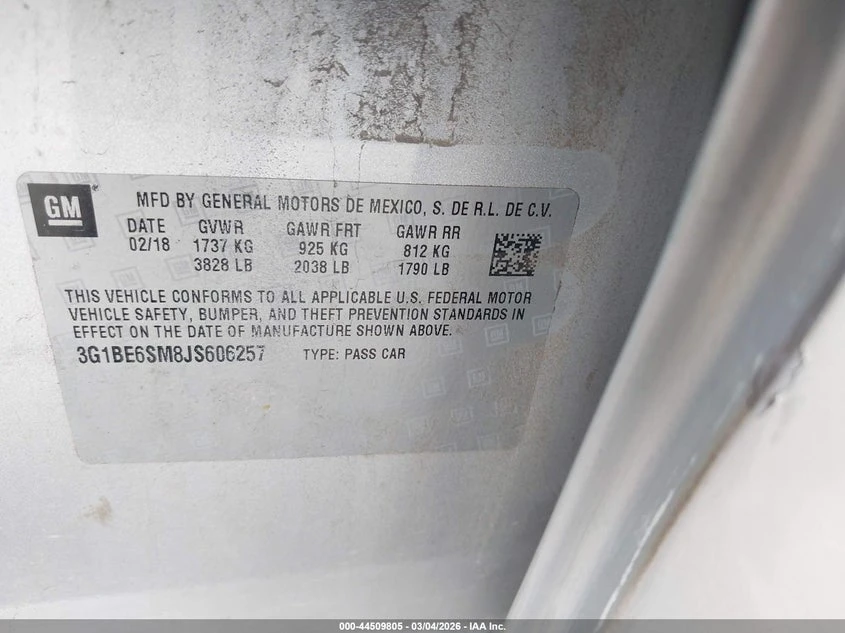 GM
MFD BY GENERAL MOTORS DE MEXICO, S. DE R.L. DE C.V.
DATE GVWR GAWR FRT GAWR RR
02/18 1737 KG 925 KG 812 KG
3828 LB 2038 LB 1790 LB
THIS VEHICLE CONFORMS TO ALL APPLICABLE U.S. FEDERAL MOTOR
VEHICLE SAFETY, BUMPER, AND THEFT PREVENTION STANDARDS IN
EFFECT ON THE DATE OF MANUFACTURE SHOWN ABOVE.
3G1BE6SM8JS606257 TYPE: PASS CAR
000-44509805 - 03/04/2026 - IAA Inc.